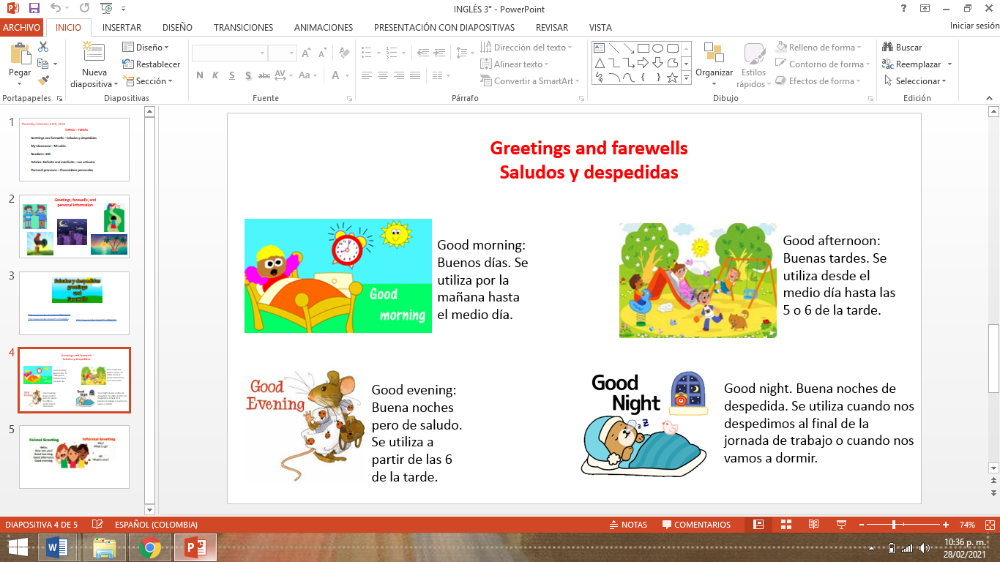 INGLÉS 3° - PowerPoint
ARCHIVO INICIO INSERTAR DISEÑO TRANSICIONES ANIMACIONES PRESENTACIÓN CON DIAPOSITIVAS REVISAR VISTA Iniciar sesión
Pegar
Portapapeles
Nueva
diapositiva
Diseño
Restablecer
Sección
Diapositivas
N K S S abc AV Aa A
Fuente
Dirección del texto
Alinear texto
Convertir a SmartArt
Párrafo
Organizar
Estilos
rápidos
Relleno de forma
Contorno de forma
Efectos de forma
Dibujo
Buscar
Reemplazar
Seleccionar
Edición
1
Thursday, February 11th, 2021
TOPICS – TEMAS
Greetings and farewells – Saludos y despedidas
My Classroom – Mi salón
Numbers: 100
Articles: Definite and indefinite – Los artículos
Personal pronouns – Pronombres personales
2
Greetings, farewells, and
personal information
3
Saludos y despedidas
greetings
and
Farewells
4
5
Formal Greeting
Hello.
How are you?
Good morning.
Good afternoon.
Good evening.
Informal Greeting
Hey!
What's up?
Hi!
What's new?
Greetings and farewells
Saludos y despedidas
Good
morning
Good morning:
Buenos días. Se
utiliza por la
mañana hasta
el medio día.
Good afternoon:
Buenas tardes. Se
utiliza desde el
medio día hasta las
5 o 6 de la tarde.
Good
Evening
Good evening:
Buena noches
pero de saludo.
Se utiliza a
partir de las 6
de la tarde.
Good
Night
zzZ
Good night. Buena noches de
despedida. Se utiliza cuando nos
despedimos al final de la
jornada de trabajo o cuando nos
vamos a dormir.
DIAPOSITIVA 4 DE 5 ESPAÑOL (COLOMBIA) NOTAS COMENTARIOS 74%
10:36 p. m.
28/02/2021